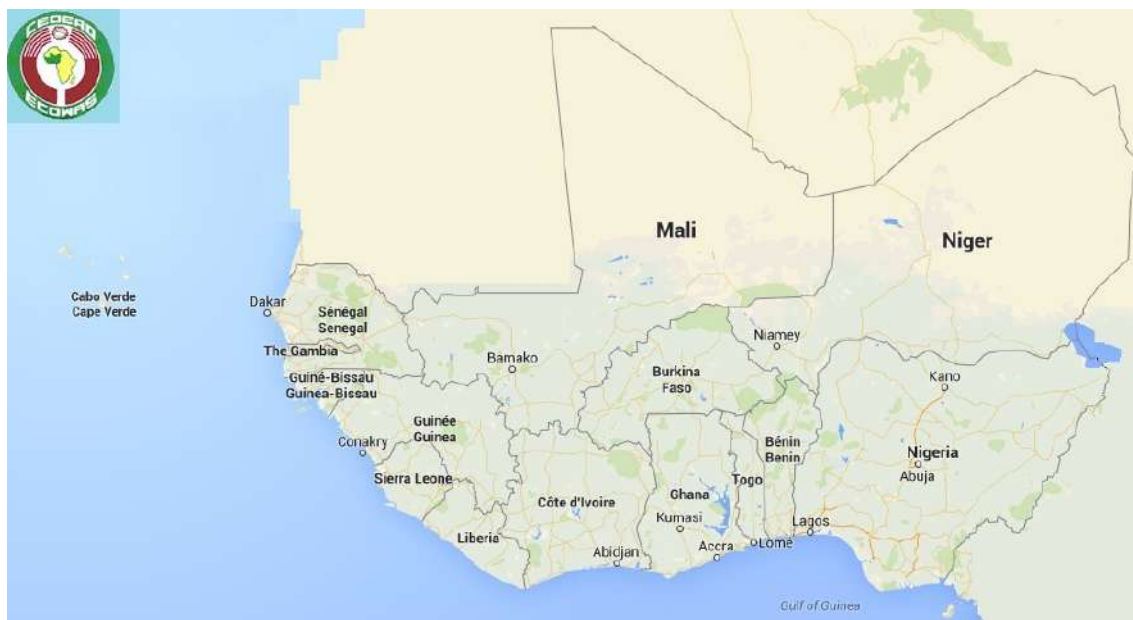 CEDEAO
ECOWAS
Mali
Niger
Cabo Verde
Cape Verde
Dakar
Sénégal
Senegal
The Gambia
Niamey
Bamako
Guiné-Bissau
Guinea-Bissau
Burkina
Faso
Kano
Guinée
Guinea
Bénin
Benin
Conakry
Nigeria
Abuja
Sierra Leone
Togo
Côte d'Ivoire
Ghana
Kumasi
Lagos
Liberia
Abidjan
Accra
Lomé
Gulf of Guinea